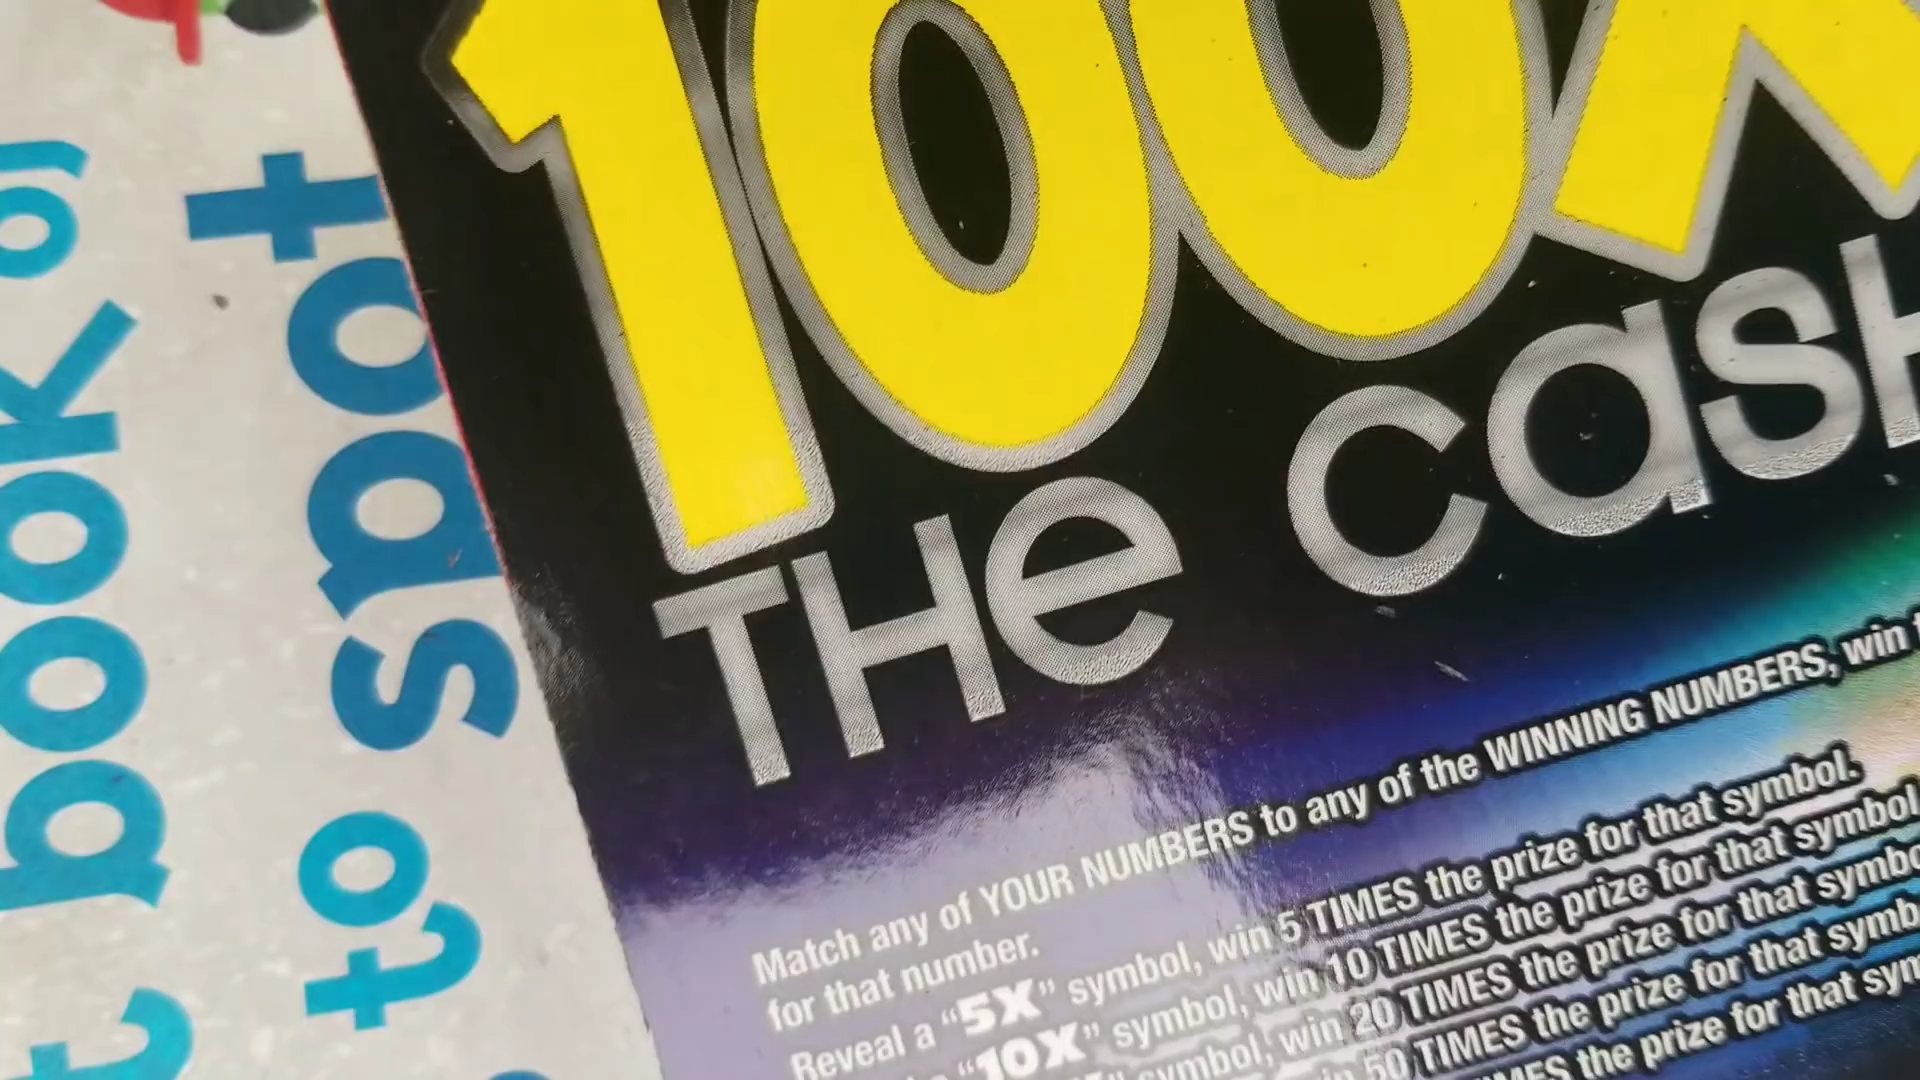 100X
THE CASH
Match any of YOUR NUMBERS to any of the WINNING NUMBERS, win
for that number.
Reveal a "5X" symbol, win 5 TIMES the prize for that symbol.
"10X" symbol, win 10 TIMES the prize for that symbol
symbol, win 20 TIMES the prize for that symbol
50 TIMES the prize for that symb
TIMES the prize for that sym
book
to spot